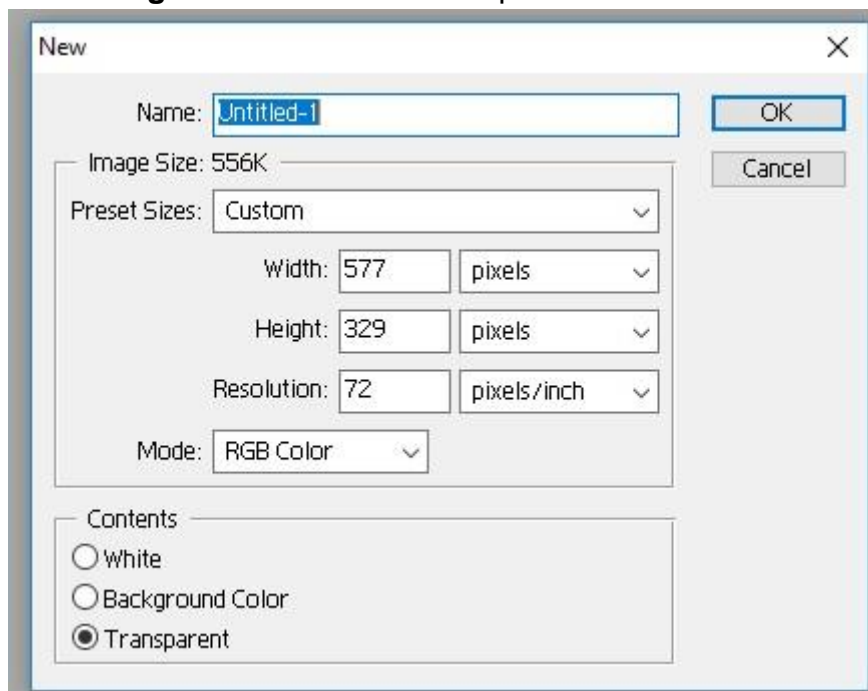 New
Name: Untitled-1
OK
Image Size: 556K
Cancel
Preset Sizes: Custom
Width: 577 pixels
Height: 329 pixels
Resolution: 72 pixels/inch
Mode: RGB Color
Contents
White
Background Color
Transparent